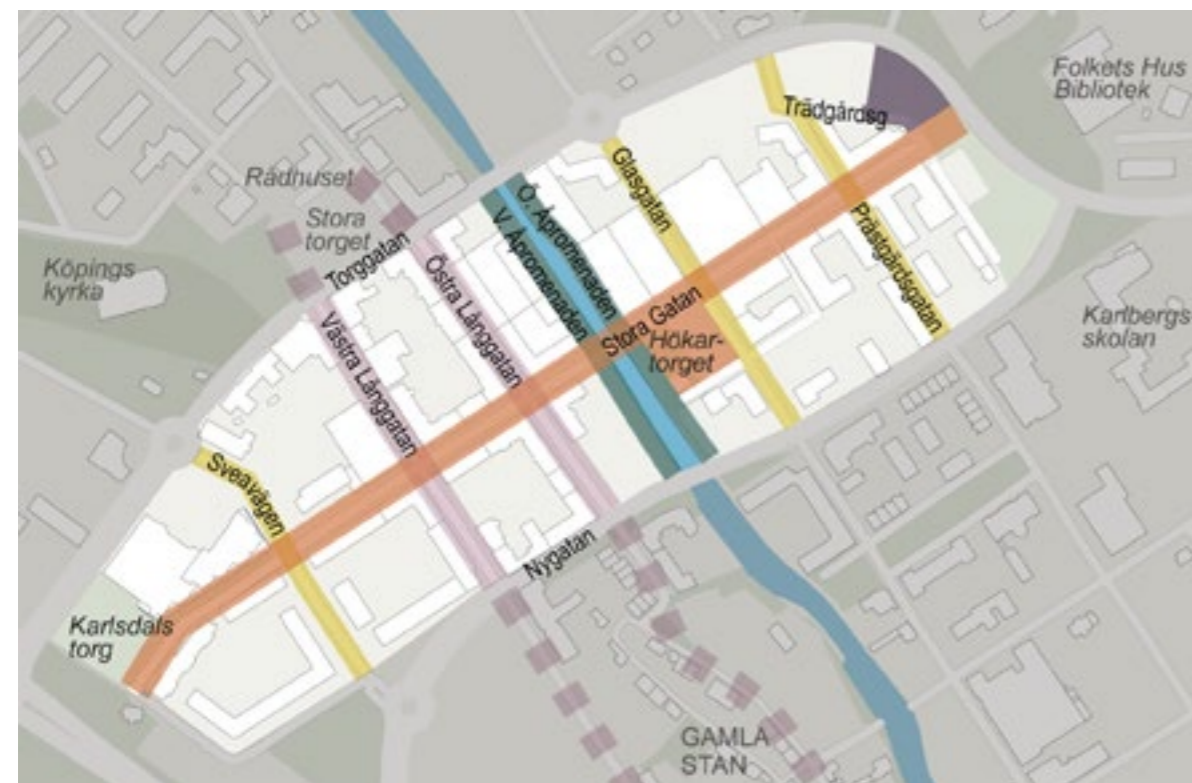 Folkets Hus
Bibliotek
Trädgårdsg
Glasgatan
Rådhuset
Ö. Åpromenaden
V. Åpromenaden
Stora
torget
Torggatan
Östra Långgatan
Prästgårdsgatan
Köpings
kyrka
Stora Gatan
Hökar-
torget
Karlbergs
skolan
Västra Långgatan
Sveavägen
Nygatan
Karlsdals
torg
GAMLA
STAN